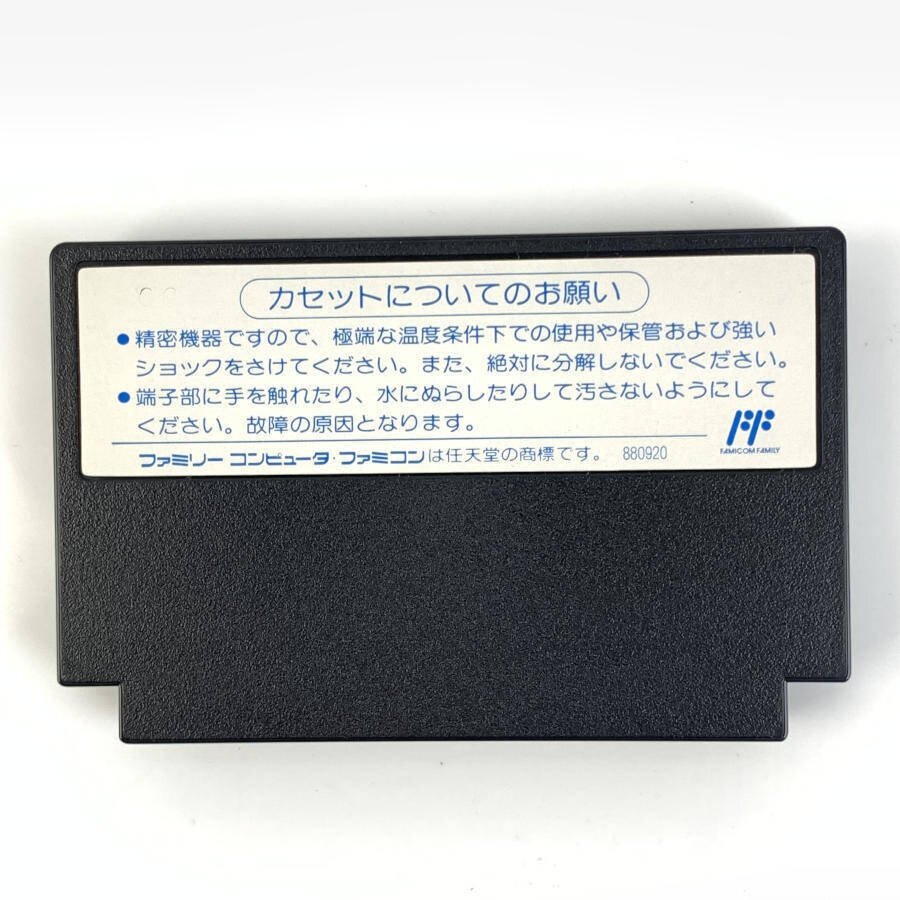 カセットについてのお願い
●精密機器ですので、極端な温度条件下での使用や保管および強い
ショックをさけてください。また、絶対に分解しないでください。
●端子部に手を触れたり、水にぬらしたりして汚さないようにして
ください。故障の原因となります。
FAMICOM FAMILY
ファミリー コンピュータ・ファミコンは任天堂の商標です。 880920